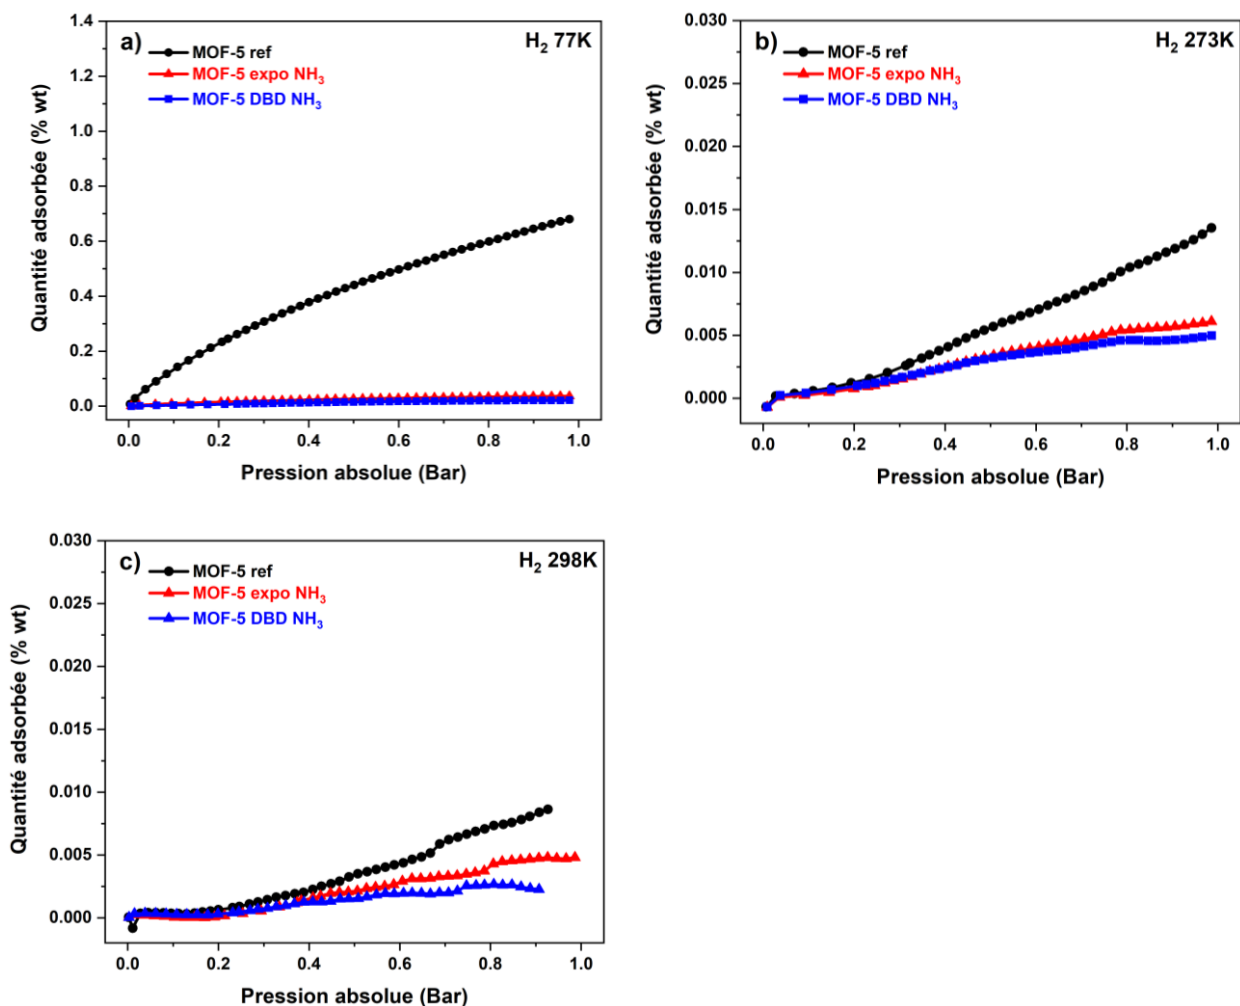 a)
H2 77K
MOF-5 ref
MOF-5 expo NH3
MOF-5 DBD NH3
Quantité adsorbée (% wt)
1.4
1.2
1.0
0.8
0.6
0.4
0.2
0.0
0.0 0.2 0.4 0.6 0.8 1.0
Pression absolue (Bar)
b)
H2 273K
MOF-5 ref
MOF-5 expo NH3
MOF-5 DBD NH3
Quantité adsorbée (% wt)
0.030
0.025
0.020
0.015
0.010
0.005
0.000
0.0 0.2 0.4 0.6 0.8 1.0
Pression absolue (Bar)
c)
H2 298K
MOF-5 ref
MOF-5 expo NH3
MOF-5 DBD NH3
Quantité adsorbée (% wt)
0.030
0.025
0.020
0.015
0.010
0.005
0.000
0.0 0.2 0.4 0.6 0.8 1.0
Pression absolue (Bar)